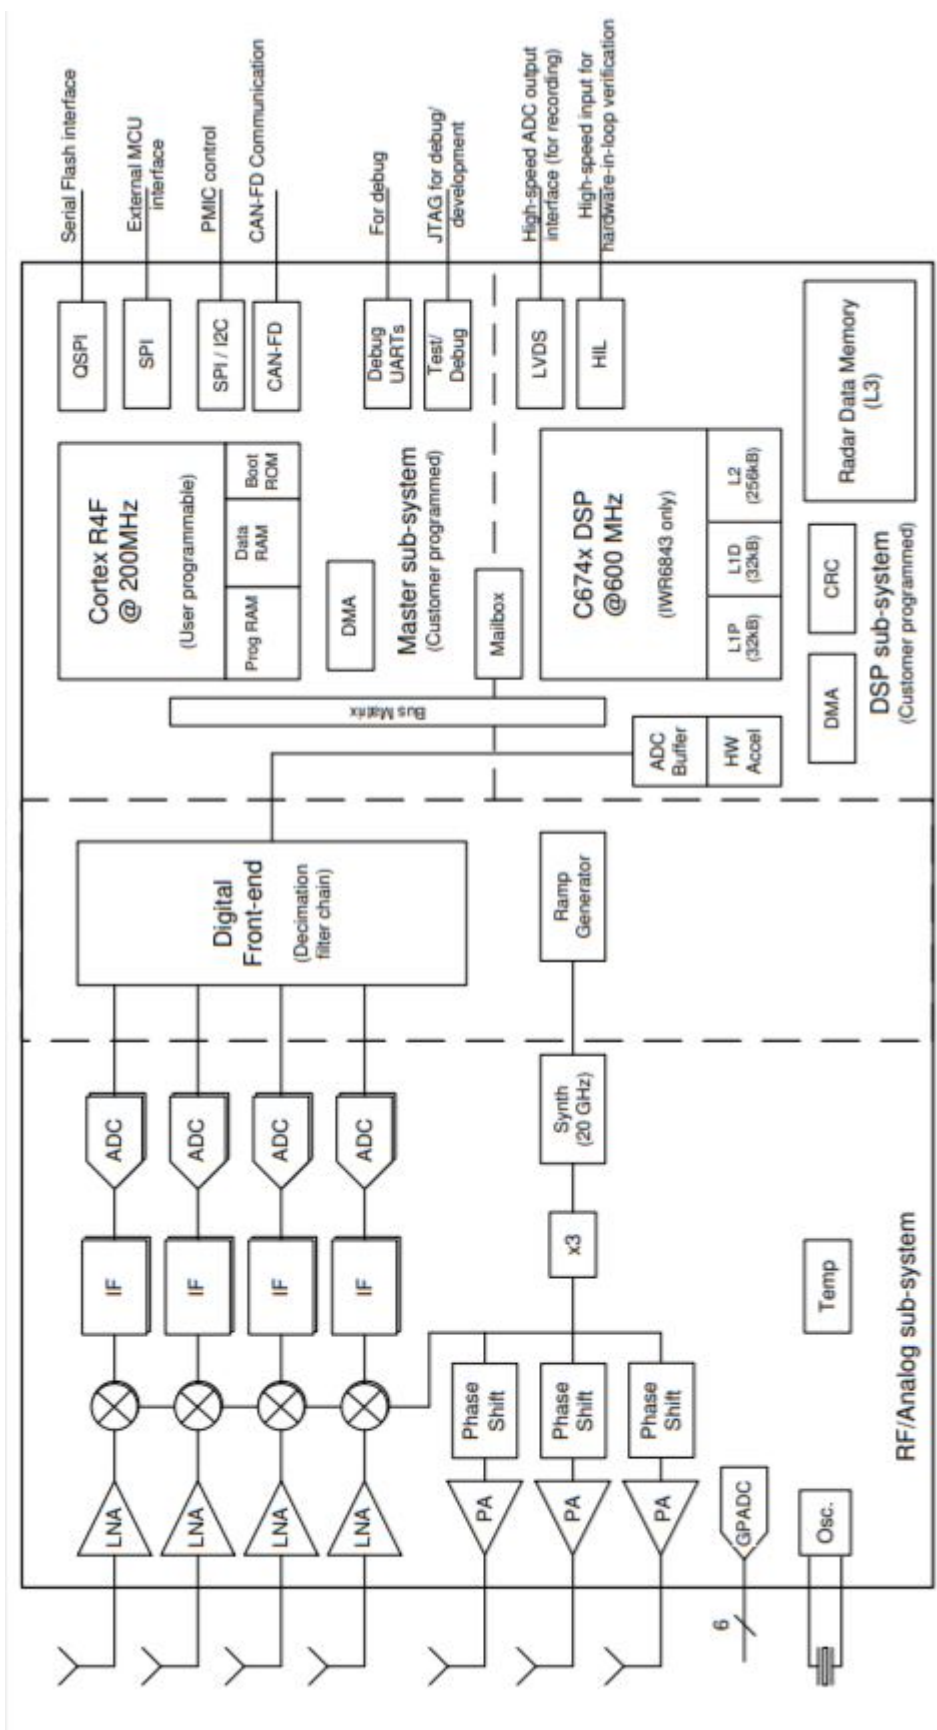 LNA
IF
ADC
LNA
IF
ADC
LNA
IF
ADC
LNA
IF
ADC
Digital
Front-end
(Decimation
filter chain)
PA
Phase
Shift
PA
Phase
Shift
PA
Phase
Shift
x3
Synth
(20 GHz)
Ramp
Generator
6
GPADC
Osc.
Temp
RF/Analog sub-system
Bus Matrix
Cortex R4F
@ 200MHz
(User programmable)
Prog RAM
Data
RAM
Boot
ROM
DMA
Master sub-system
(Customer programmed)
Mailbox
QSPI
Serial Flash interface
SPI
External MCU
interface
SPI / I2C
PMIC control
CAN-FD
CAN-FD Communication
Debug
UARTs
For debug
Test/
Debug
JTAG for debug/
development
LVDS
High-speed ADC output
interface (for recording)
HIL
High-speed input for
hardware-in-loop verification
ADC
Buffer
HW
Accel
C674x DSP
@600 MHz
(IWR6843 only)
L1P
(32kB)
L1D
(32kB)
L2
(256kB)
DMA
CRC
Radar Data Memory
(L3)
DSP sub-system
(Customer programmed)